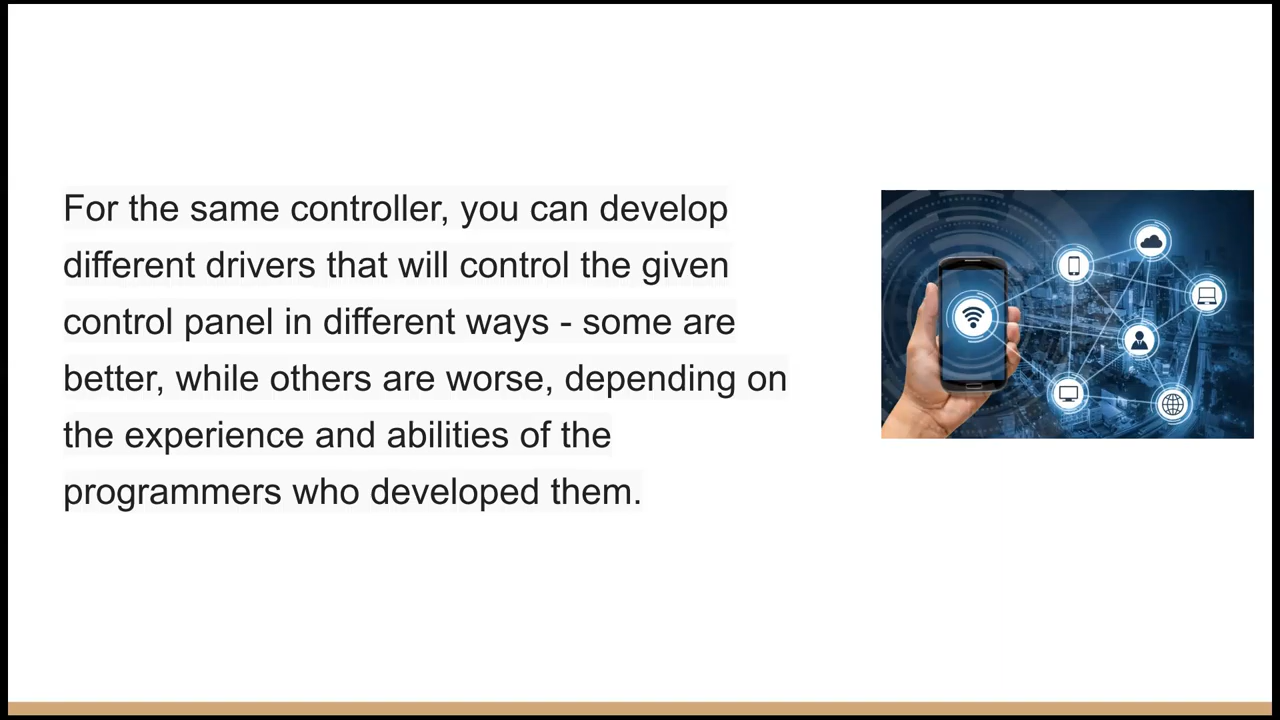 For the same controller, you can develop
different drivers that will control the given
control panel in different ways - some are
better, while others are worse, depending on
the experience and abilities of the
programmers who developed them.